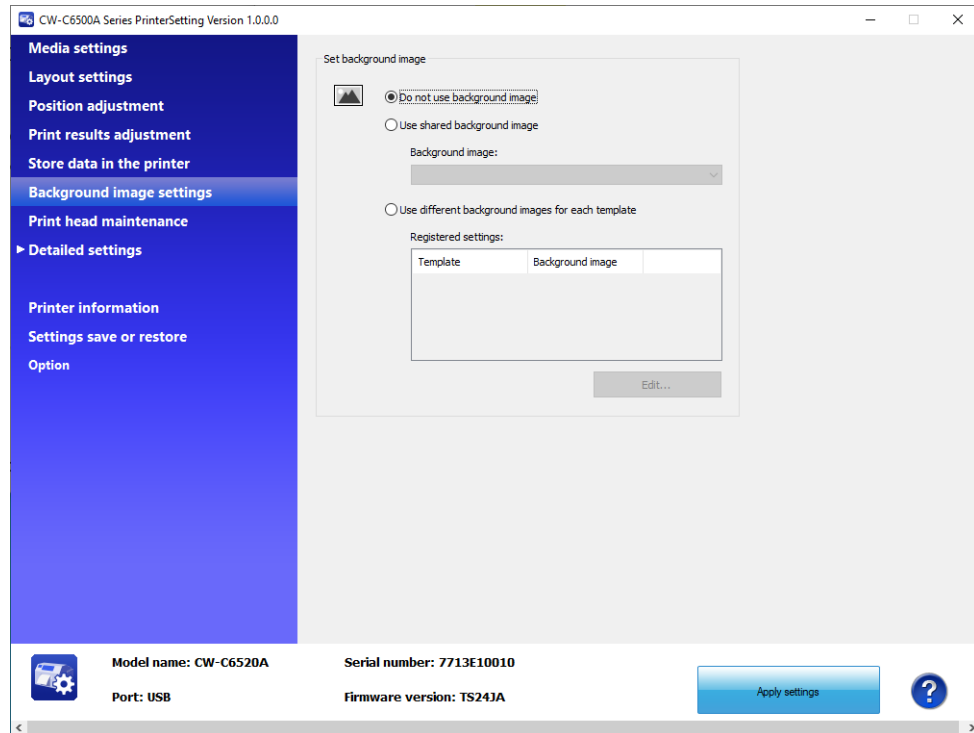 CW-C6500A Series PrinterSetting Version 1.0.0.0
Media settings
Layout settings
Position adjustment
Print results adjustment
Store data in the printer
Background image settings
Print head maintenance
Detailed settings
Printer information
Settings save or restore
Option
Set background image
Do not use background image
Use shared background image
Background image:
Use different background images for each template
Registered settings:
Template Background image
Edit...
Model name: CW-C6520A Serial number: 7713E10010
Port: USB Firmware version: TS24JA
Apply settings
?